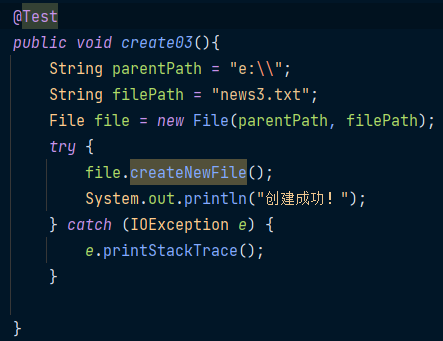 @Test
public void create03(){
    String parentPath = "e:\\";
    String filePath = "news3.txt";
    File file = new File(parentPath, filePath);
    try {
        file.createNewFile();
        System.out.println("创建成功！");
    } catch (IOException e) {
        e.printStackTrace();
    }
}